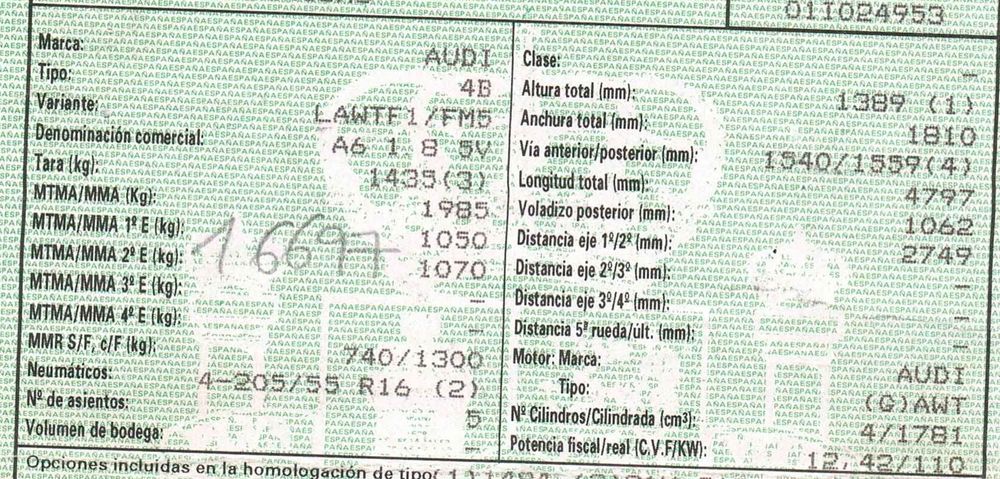 01I024953
Marca: AUDI
Tipo: 4B
Variante: LAWTF1/FM5
Denominación comercial: A6 1 8 5V
Tara (kg): 1435(3)
MTMA/MMA (Kg): 1985
MTMA/MMA 1º E (kg): 1050
MTMA/MMA 2º E (kg): 1070
MTMA/MMA 3º E (kg): –
MTMA/MMA 4º E (kg): –
MMR S/F, c/F (kg): 740/1300
Neumáticos: 4-205/55 R16 (2)
Nº de asientos: 5
Volumen de bodega: –
16697
Clase: –
Altura total (mm): 1389 (1)
Anchura total (mm): 1810
Via anterior/posterior (mm): 1540/1559(4)
Longitud total (mm): 4797
Voladizo posterior (mm): 1062
Distancia eje 1º/2º (mm): 2749
Distancia eje 2º/3º (mm): –
Distancia eje 3º/4º (mm): –
Distancia 5ª rueda/últ. (mm): –
Motor: Marca: AUDI
Tipo: (G)AWT
Nº Cilindros/Cilindrada (cm³): 4/1781
Potencia fiscal/real (C.V.F/KW): 12,42/110
Opciones incluidas en la homologación de tipo(